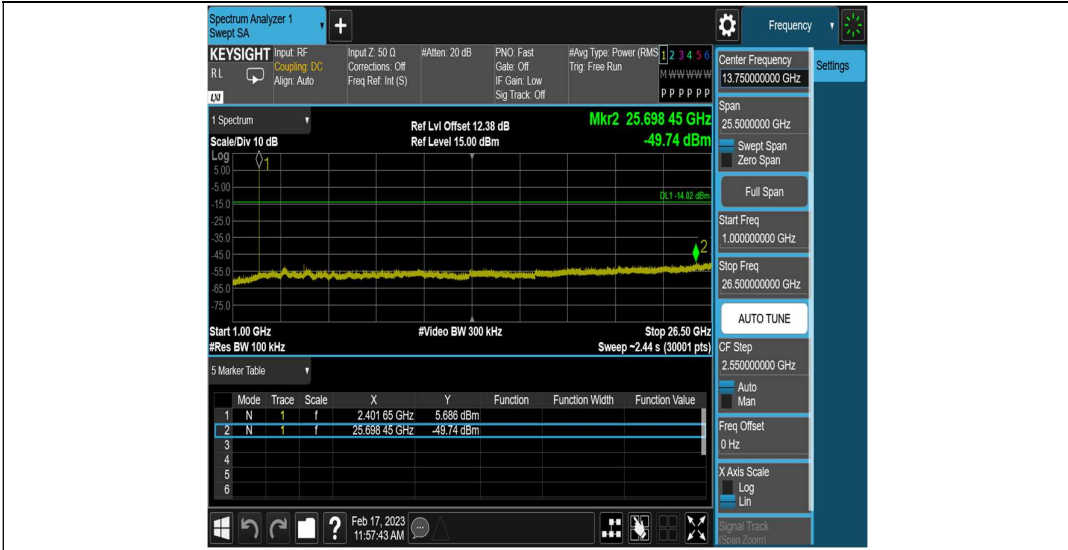 Spectrum Analyzer 1
Swept SA
Frequency
KEYSIGHT
RL
LXI
Input: RF
Coupling: DC
Align: Auto
Input Z: 50 Ω
Corrections: Off
Freq Ref: Int (S)
#Atten: 20 dB
PNO: Fast
Gate: Off
IF Gain: Low
Sig Track: Off
#Avg Type: Power (RMS
Trig: Free Run
1 2 3 4 5 6
M W W W W W
P P P P P P
Settings
1 Spectrum
Scale/Div 10 dB
Ref Lvl Offset 12.38 dB
Ref Level 15.00 dBm
Mkr2 25.698 45 GHz
-49.74 dBm
Log
5.00
-5.00
-15.0
-25.0
-35.0
-45.0
-55.0
-65.0
-75.0
1
DL1 -14.02 dBm
2
Start 1.00 GHz
#Res BW 100 kHz
#Video BW 300 kHz
Stop 26.50 GHz
Sweep ~2.44 s (30001 pts)
5 Marker Table
Mode Trace Scale X Y Function Function Width Function Value
1 N 1 f 2.401 65 GHz 5.686 dBm
2 N 1 f 25.698 45 GHz -49.74 dBm
3
4
5
6
Center Frequency
13.750000000 GHz
Span
25.5000000 GHz
Swept Span
Zero Span
Full Span
Start Freq
1.000000000 GHz
Stop Freq
26.500000000 GHz
AUTO TUNE
CF Step
2.550000000 GHz
Auto
Man
Freq Offset
0 Hz
X Axis Scale
Log
Lin
Signal Track
(Span Zoom)
?
Feb 17, 2023
11:57:43 AM